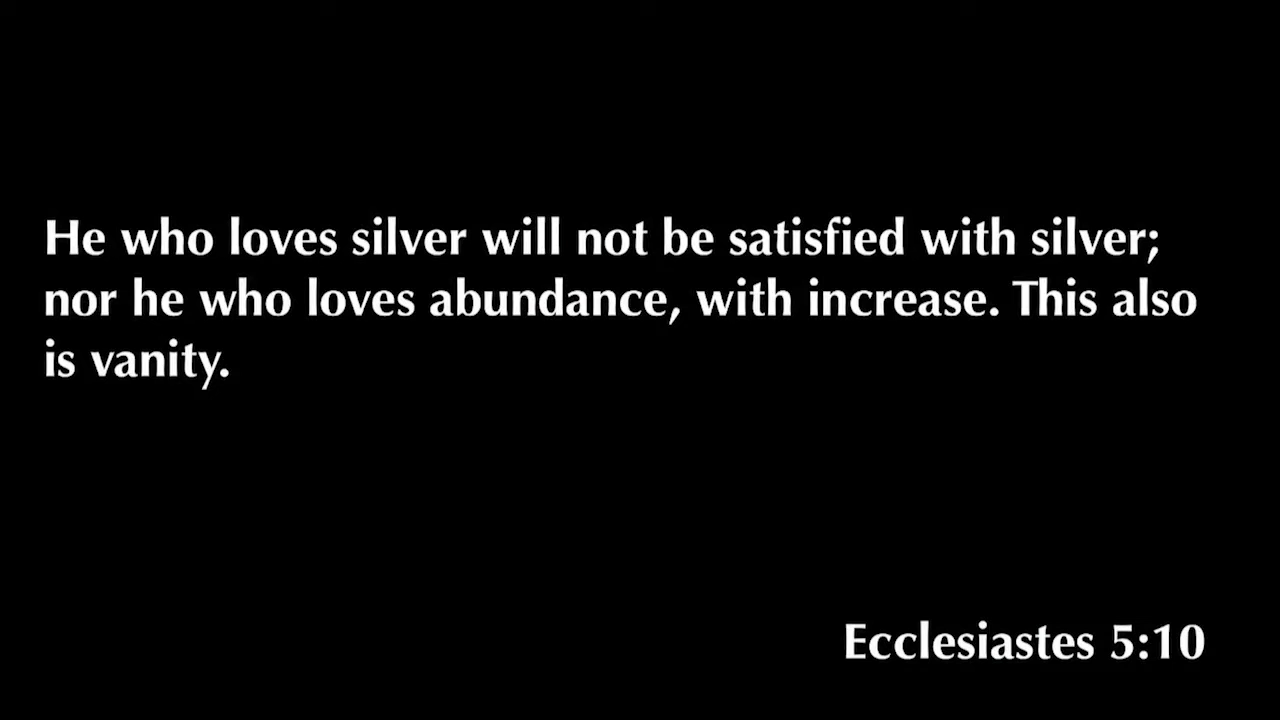 He who loves silver will not be satisfied with silver;
nor he who loves abundance, with increase. This also
is vanity.
Ecclesiastes 5:10